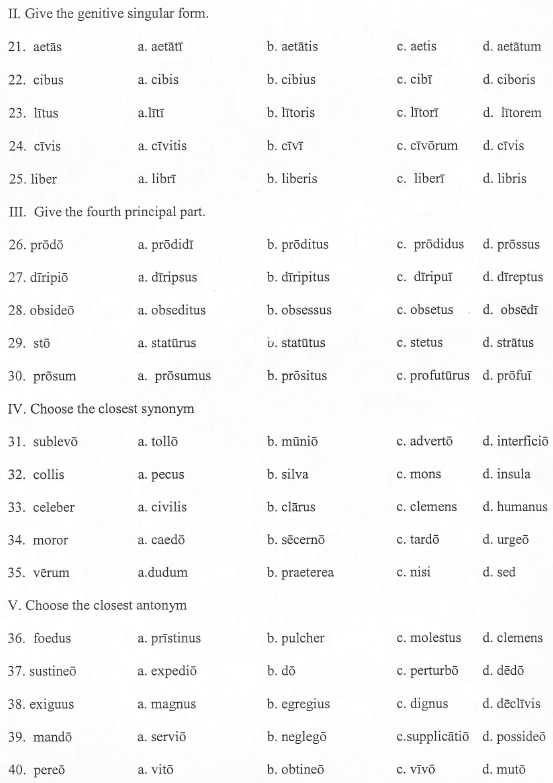 II. Give the genitive singular form.
21. aetās a. aetātī b. aetātis c. aetis d. aetātum
22. cibus a. cibis b. cibius c. cibī d. ciboris
23. lītus a.lītī b. lītoris c. lītorī d. lītorem
24. cīvis a. cīvitis b. cīvī c. cīvōrum d. cīvis
25. liber a. librī b. liberis c. liberī d. libris
III. Give the fourth principal part.
26. prōdō a. prōdidī b. prōditus c. prōdidus d. prōssus
27. dīripiō a. dīripsus b. dīripitus c. dīripuī d. dīreptus
28. obsideō a. obseditus b. obsessus c. obsetus d. obsēdī
29. stō a. statūrus b. statūtus c. stetus d. strātus
30. prōsum a. prōsumus b. prōsitus c. profutūrus d. prōfuī
IV. Choose the closest synonym
31. sublevō a. tollō b. mūniō c. advertō d. interficiō
32. collis a. pecus b. silva c. mons d. insula
33. celeber a. civilis b. clārus c. clemens d. humanus
34. moror a. caedō b. sēcernō c. tardō d. urgeō
35. vērum a.dudum b. praeterea c. nisi d. sed
V. Choose the closest antonym
36. foedus a. prīstinus b. pulcher c. molestus d. clemens
37. sustineō a. expediō b. dō c. perturbō d. dēdō
38. exiguus a. magnus b. egregius c. dignus d. dēclīvis
39. mandō a. serviō b. neglegō c.supplicātiō d. possideō
40. pereō a. vitō b. obtineō c. vīvō d. mutō